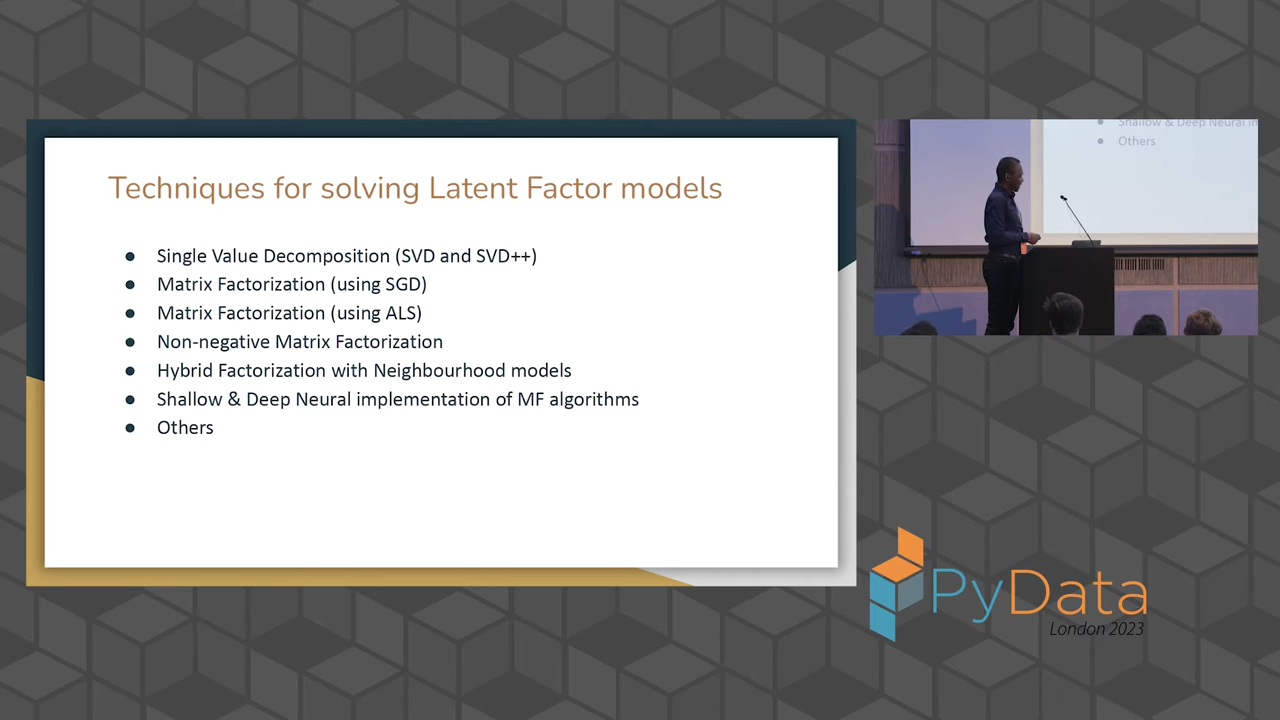 Techniques for solving Latent Factor models
● Single Value Decomposition (SVD and SVD++)
● Matrix Factorization (using SGD)
● Matrix Factorization (using ALS)
● Non-negative Matrix Factorization
● Hybrid Factorization with Neighbourhood models
● Shallow & Deep Neural implementation of MF algorithms
● Others
● Shallow & Deep Neural im
● Others
PyData
London 2023